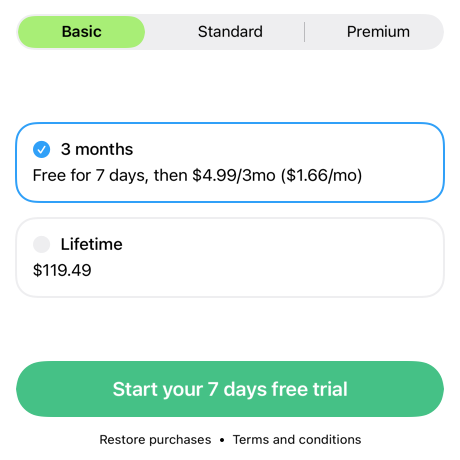 Basic Standard Premium
3 months
Free for 7 days, then $4.99/3mo ($1.66/mo)
Lifetime
$119.49
Start your 7 days free trial
Restore purchases • Terms and conditions